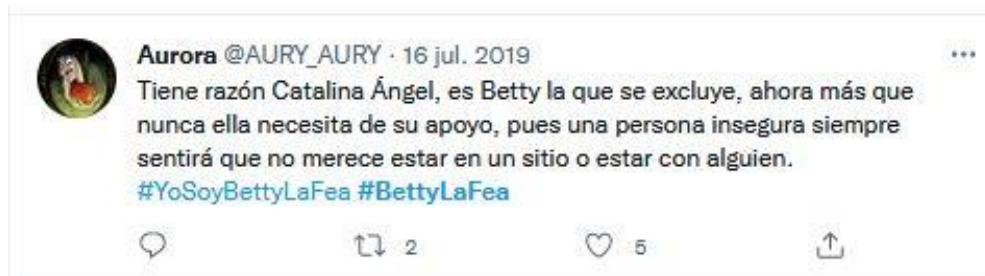 Aurora @AURY_AURY · 16 jul. 2019
Tiene razón Catalina Ángel, es Betty la que se excluye, ahora más que
nunca ella necesita de su apoyo, pues una persona insegura siempre
sentirá que no merece estar en un sitio o estar con alguien.
#YoSoyBettyLaFea #BettyLaFea
2 5